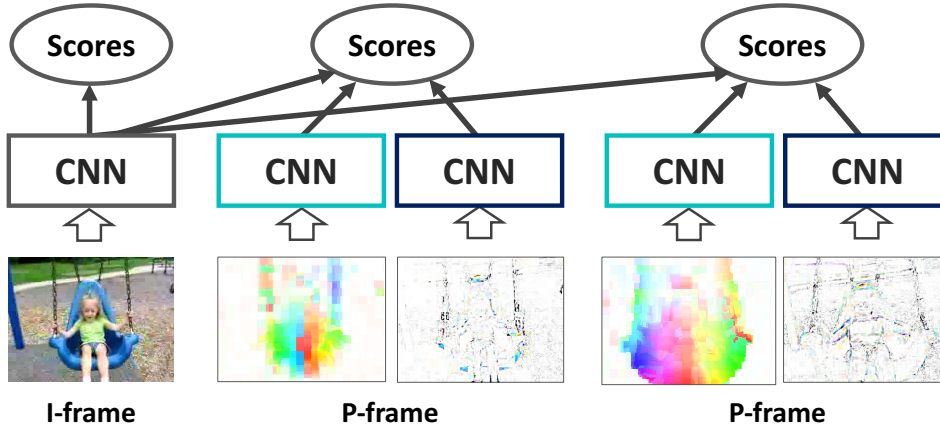 Scores
Scores
Scores
CNN
CNN
CNN
CNN
CNN
I-frame
P-frame
P-frame